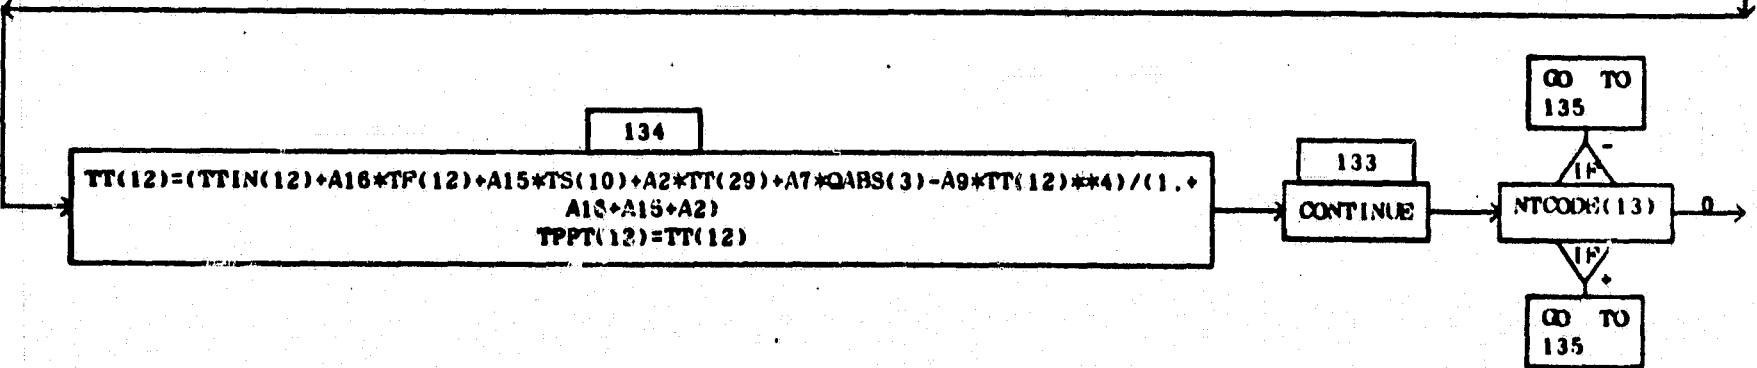 GO TO
135
134
133
-
IF
TT(12)=(TTIN(12)+A16*TF(12)+A15*TS(10)+A2*TT(29)+A7*QABS(3)-A9*TT(12)**4)/(1.+
A16+A15+A2)
TPPT(12)=TT(12)
CONTINUE
NTCODE(13)
0
IF
+
GO TO
135